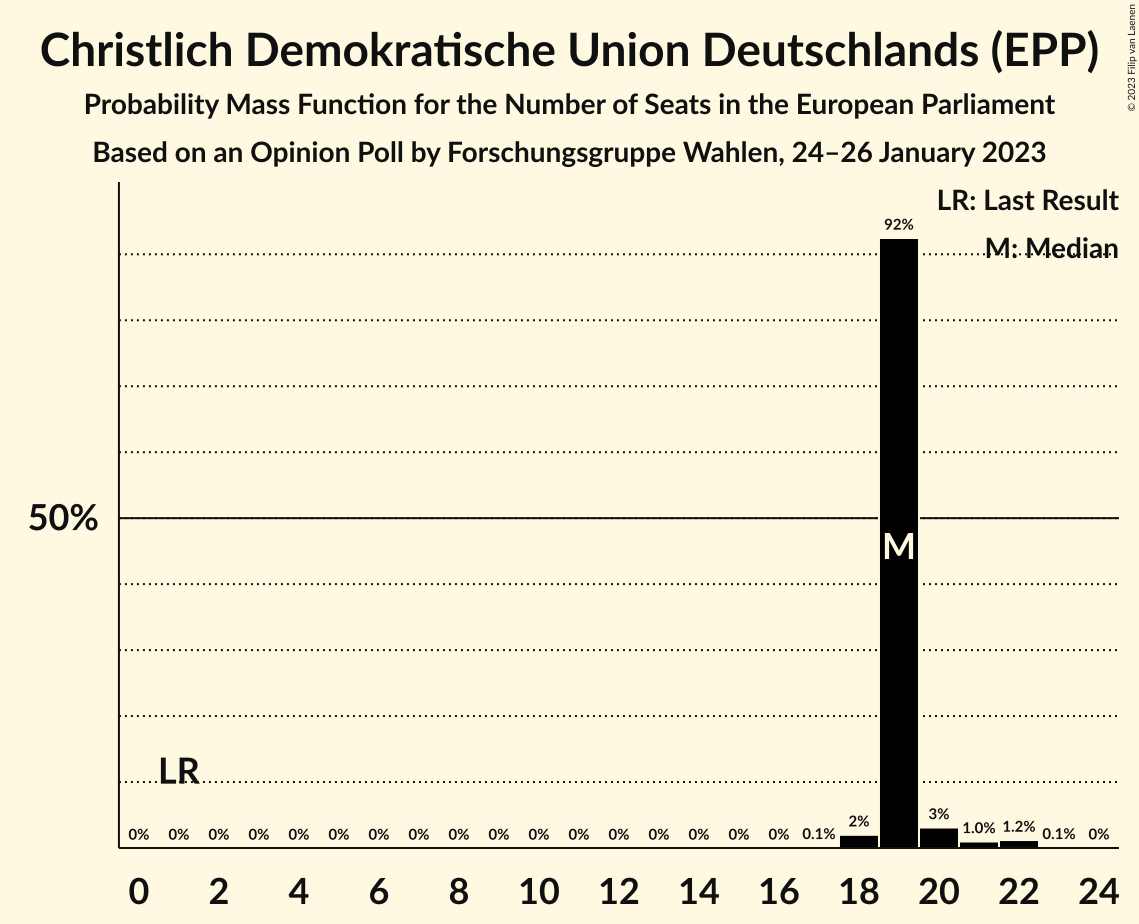 Christlich Demokratische Union Deutschlands (EPP)
Probability Mass Function for the Number of Seats in the European Parliament
Based on an Opinion Poll by Forschungsgruppe Wahlen, 24–26 January 2023
© 2023 Filip van Laenen
LR: Last Result
M: Median
92%
50%
M
LR
0% 0% 0% 0% 0% 0% 0% 0% 0% 0% 0% 0% 0% 0% 0% 0% 0% 0.1% 2% 3% 1.0% 1.2% 0.1% 0%
0 2 4 6 8 10 12 14 16 18 20 22 24